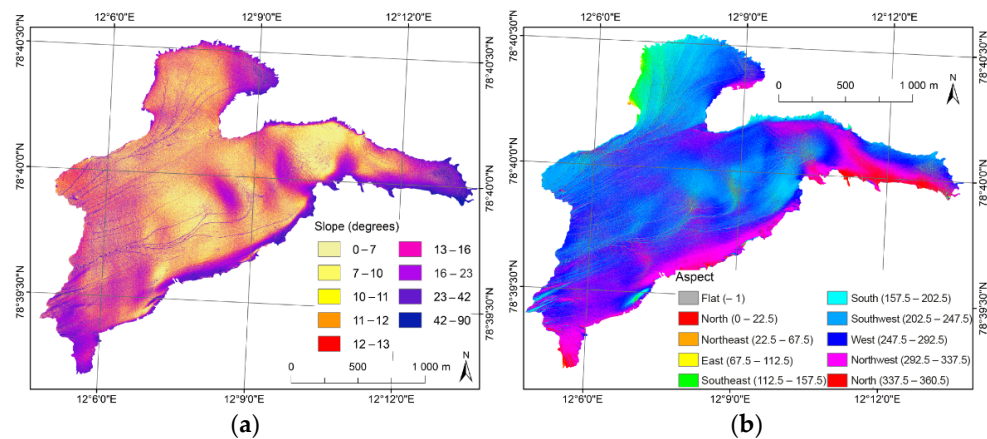 12°6'0"E 12°9'0"E 12°12'0"E
78°40'30"N
78°40'30"N
78°40'0"N
78°40'0"N
78°39'30"N
78°39'30"N
Slope (degrees)
0 – 7
7 – 10
10 – 11
11 – 12
12 – 13
13 – 16
16 – 23
23 – 42
42 – 90
0 500 1 000 m
N
12°6'0"E 12°9'0"E 12°12'0"E
(a)
12°6'0"E 12°9'0"E 12°12'0"E
78°40'30"N
78°40'30"N
0 500 1 000 m
N
78°40'0"N
78°40'0"N
78°39'30"N
78°39'30"N
Aspect
Flat (– 1)
North (0 – 22.5)
Northeast (22.5 – 67.5)
East (67.5 – 112.5)
Southeast (112.5 – 157.5)
South (157.5 – 202.5)
Southwest (202.5 – 247.5)
West (247.5 – 292.5)
Northwest (292.5 – 337.5)
North (337.5 – 360.5)
12°6'0"E 12°9'0"E 12°12'0"E
(b)